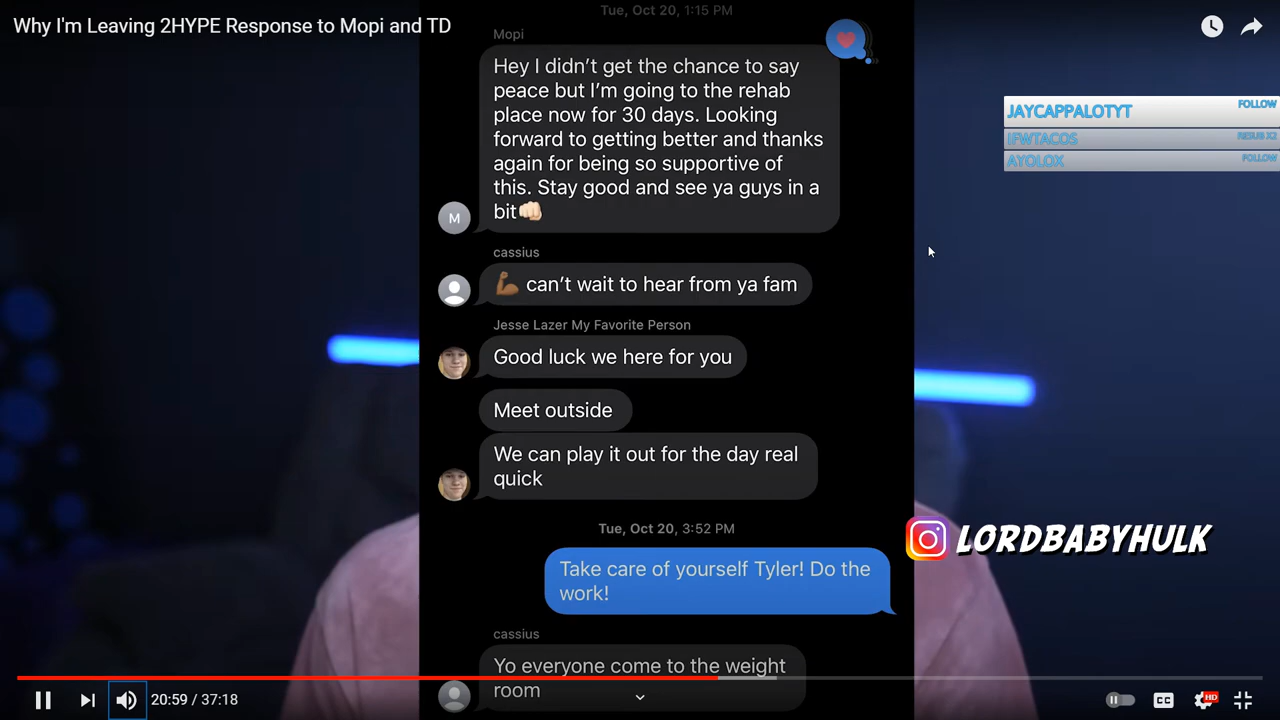 Why I'm Leaving 2HYPE Response to Mopi and TD
Tue, Oct 20, 1:15 PM
Mopi
Hey I didn't get the chance to say
peace but I'm going to the rehab
place now for 30 days. Looking
forward to getting better and thanks
again for being so supportive of
this. Stay good and see ya guys in a
bit👊🏻
M
JAYCAPPALOTYT FOLLOW
IFWTACOS RESUB X2
AYOLOX FOLLOW
cassius
💪🏾 can't wait to hear from ya fam
Jesse Lazer My Favorite Person
Good luck we here for you
Meet outside
We can play it out for the day real
quick
Tue, Oct 20, 3:52 PM
LORDBABYHULK
Take care of yourself Tyler! Do the
work!
cassius
Yo everyone come to the weight
room
20:59 / 37:18
CC
HD